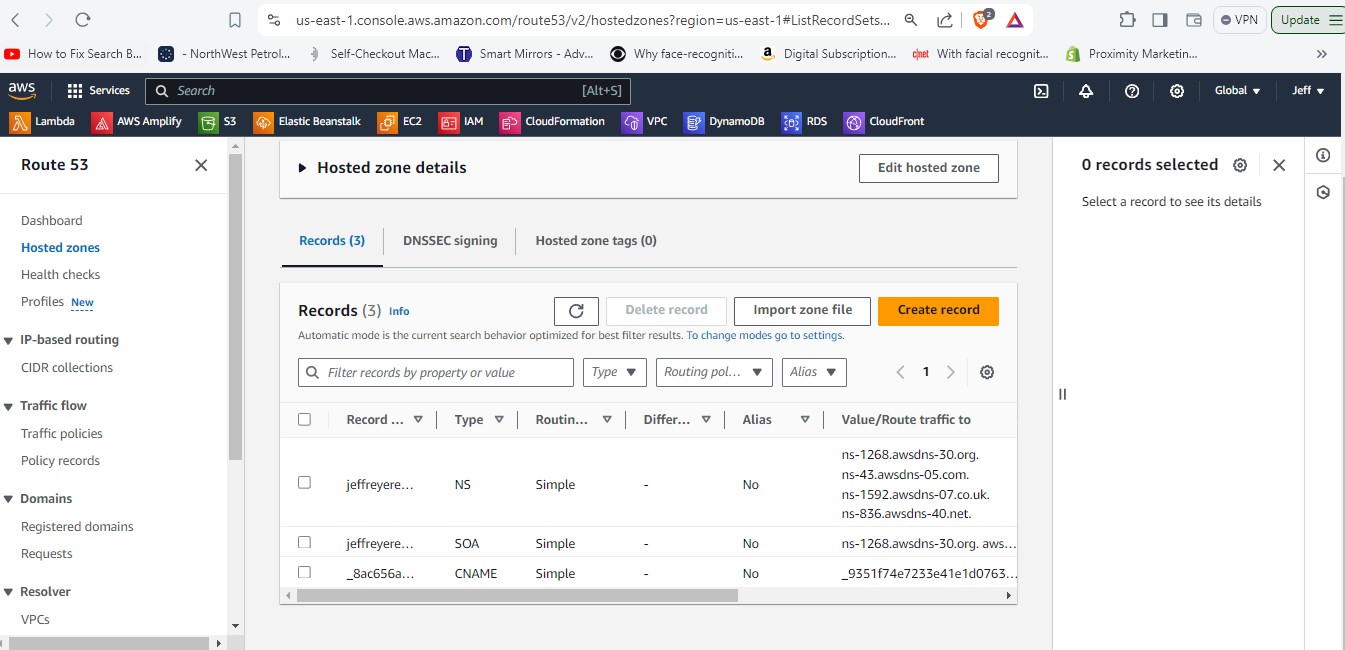 us-east-1.console.aws.amazon.com/route53/v2/hostedzones?region=us-east-1#ListRecordSets...
2
VPN
Update
How to Fix Search B...
- NorthWest Petrol...
Self-Checkout Mac...
Smart Mirrors - Adv...
Why face-recogniti...
Digital Subscription...
With facial recognit...
Proximity Marketin...
»
aws
Services
Search
[Alt+S]
Global
Jeff
Lambda
AWS Amplify
S3
Elastic Beanstalk
EC2
IAM
CloudFormation
VPC
DynamoDB
RDS
CloudFront
Route 53
Dashboard
Hosted zones
Health checks
Profiles New
IP-based routing
CIDR collections
Traffic flow
Traffic policies
Policy records
Domains
Registered domains
Requests
Resolver
VPCs
Hosted zone details
Edit hosted zone
Records (3)
DNSSEC signing
Hosted zone tags (0)
Records (3) Info
Delete record
Import zone file
Create record
Automatic mode is the current search behavior optimized for best filter results. To change modes go to settings.
Filter records by property or value
Type
Routing pol...
Alias
1
Record ...
Type
Routin...
Differ...
Alias
Value/Route traffic to
jeffreyere...
NS
Simple
-
No
ns-1268.awsdns-30.org.
ns-43.awsdns-05.com.
ns-1592.awsdns-07.co.uk.
ns-836.awsdns-40.net.
jeffreyere...
SOA
Simple
-
No
ns-1268.awsdns-30.org. aws...
_8ac656a...
CNAME
Simple
-
No
_9351f74e7233e41e1d0763...
0 records selected
Select a record to see its details